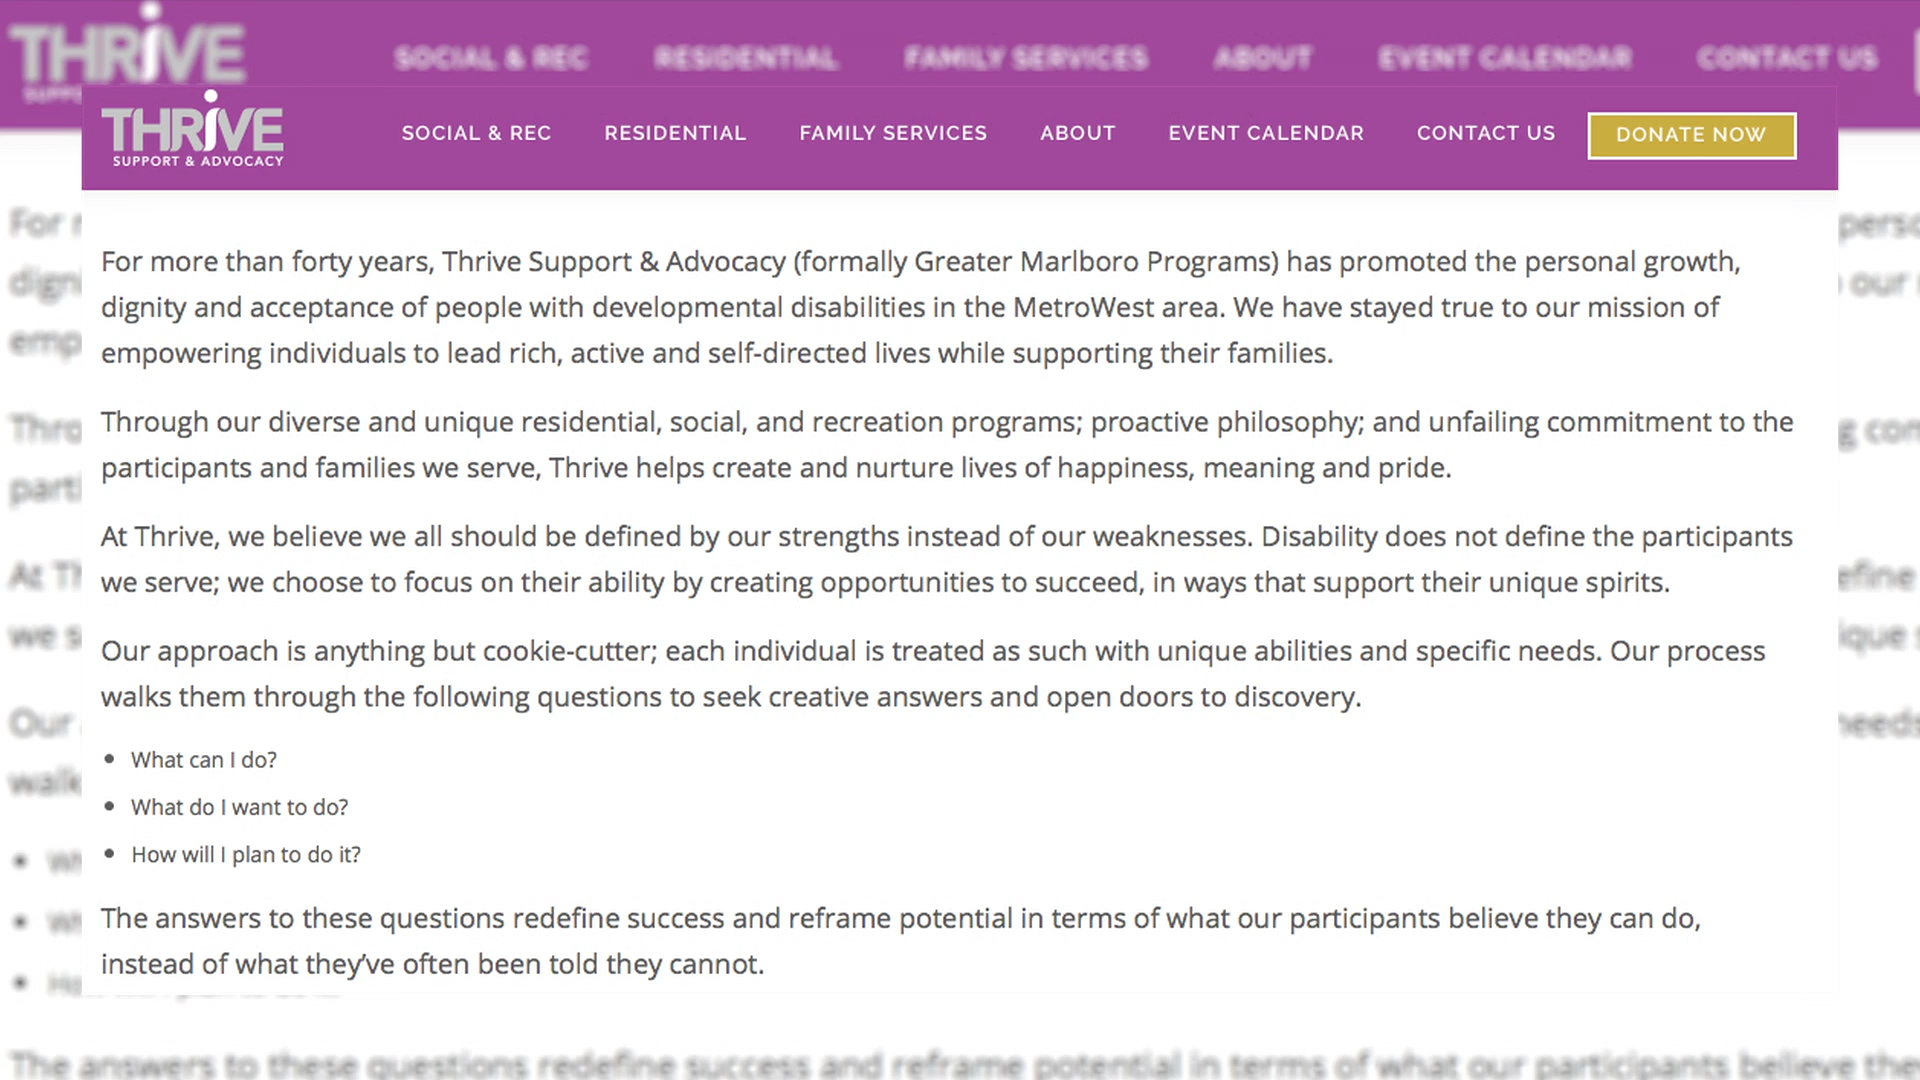 THRiVE
SUPPORT & ADVOCACY
SOCIAL & REC
RESIDENTIAL
FAMILY SERVICES
ABOUT
EVENT CALENDAR
CONTACT US
DONATE NOW
For more than forty years, Thrive Support & Advocacy (formally Greater Marlboro Programs) has promoted the personal growth,
dignity and acceptance of people with developmental disabilities in the MetroWest area. We have stayed true to our mission of
empowering individuals to lead rich, active and self-directed lives while supporting their families.
Through our diverse and unique residential, social, and recreation programs; proactive philosophy; and unfailing commitment to the
participants and families we serve, Thrive helps create and nurture lives of happiness, meaning and pride.
At Thrive, we believe we all should be defined by our strengths instead of our weaknesses. Disability does not define the participants
we serve; we choose to focus on their ability by creating opportunities to succeed, in ways that support their unique spirits.
Our approach is anything but cookie-cutter; each individual is treated as such with unique abilities and specific needs. Our process
walks them through the following questions to seek creative answers and open doors to discovery.
• What can I do?
• What do I want to do?
• How will I plan to do it?
The answers to these questions redefine success and reframe potential in terms of what our participants believe they can do,
instead of what they’ve often been told they cannot.